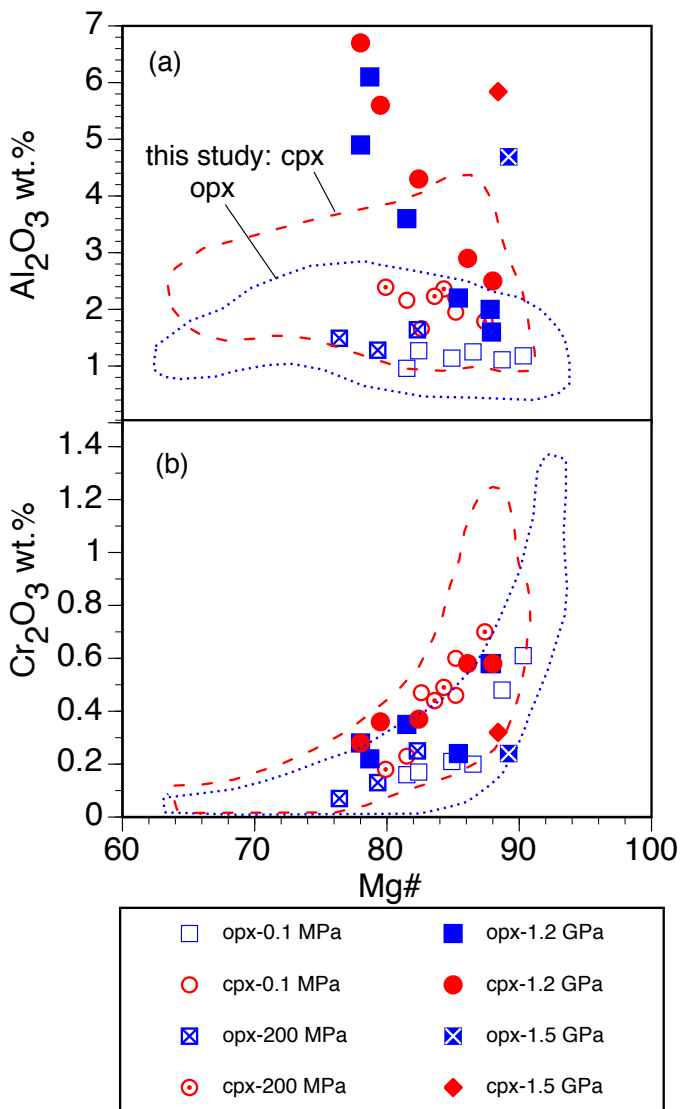 7
(a)
6
5
this study: cpx
opx
4
3
2
1
Al₂O₃ wt.%
1.4
(b)
1.2
1
0.8
0.6
0.4
0.2
0
Cr₂O₃ wt.%
60 70 80 90 100
Mg#
opx-0.1 MPa opx-1.2 GPa
cpx-0.1 MPa cpx-1.2 GPa
opx-200 MPa opx-1.5 GPa
cpx-200 MPa cpx-1.5 GPa